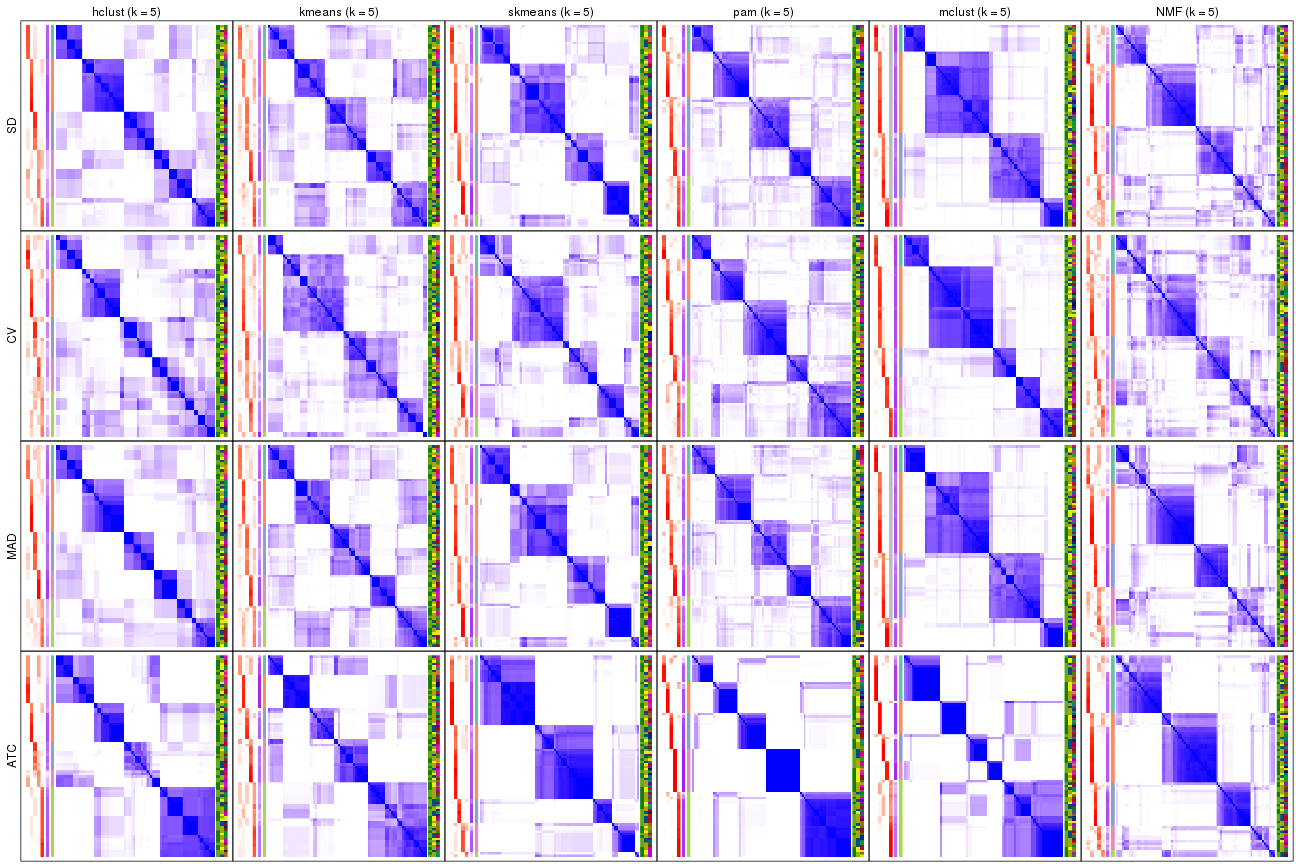 hclust (k = 5) kmeans (k = 5) skmeans (k = 5) pam (k = 5) mclust (k = 5) NMF (k = 5)
SD
CV
MAD
ATC